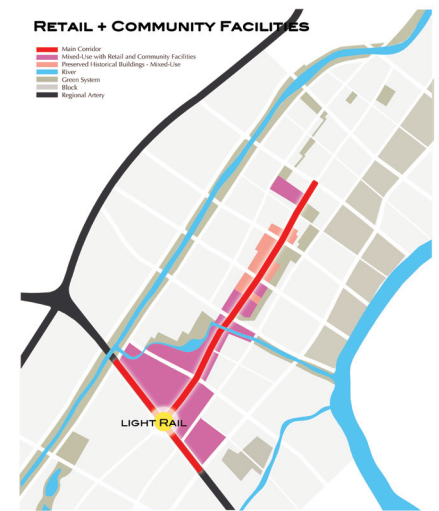 RETAIL + COMMUNITY FACILITIES
Main Corridor
Mixed-Use with Retail and Community Facilities
Preserved Historical Buildings - Mixed-Use
River
Green System
Block
Regional Artery
LIGHT RAIL